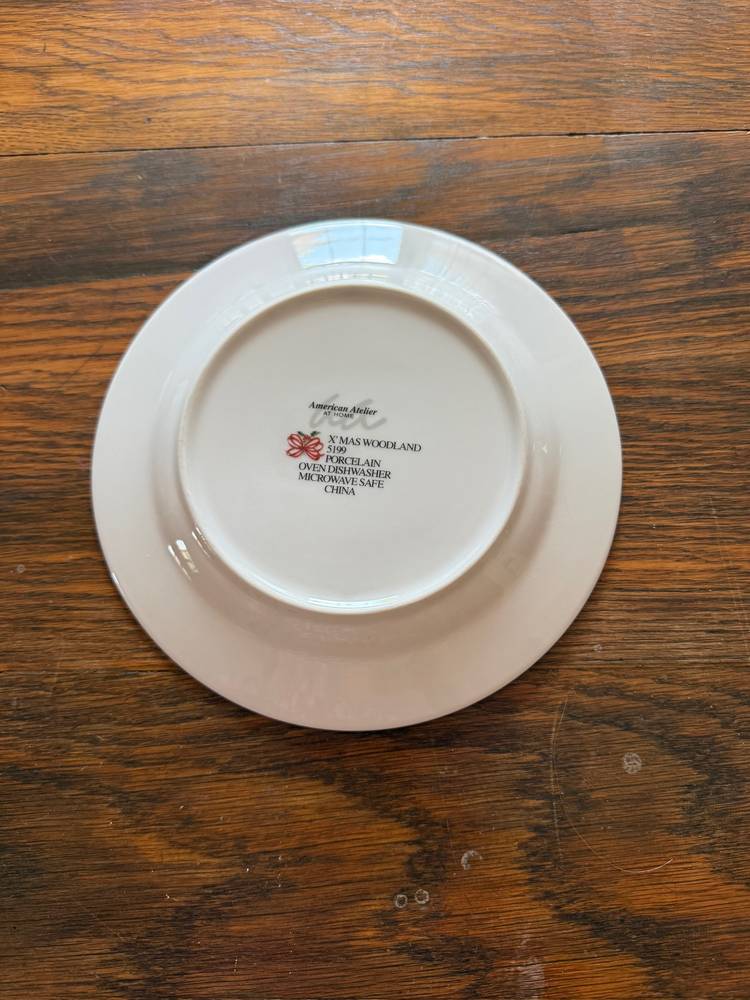 American Atelier
AT HOME
X'MAS WOODLAND
5199
PORCELAIN
OVEN DISHWASHER
MICROWAVE SAFE
CHINA